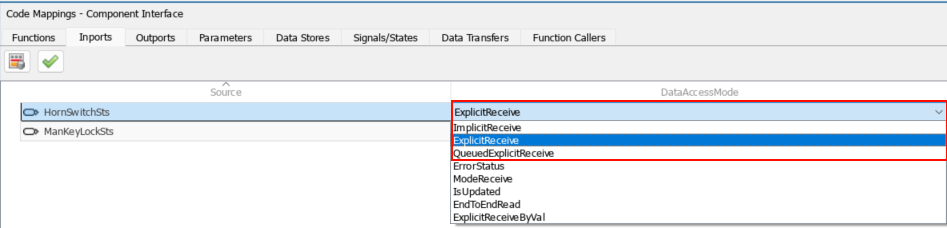 Code Mappings - Component Interface
Functions Inports Outports Parameters Data Stores Signals/States Data Transfers Function Callers
Source DataAccessMode
HornSwitchSts ExplicitReceive
ManKeyLockSts
ImplicitReceive
ExplicitReceive
QueuedExplicitReceive
ErrorStatus
ModeReceive
IsUpdated
EndToEndRead
ExplicitReceiveByVal